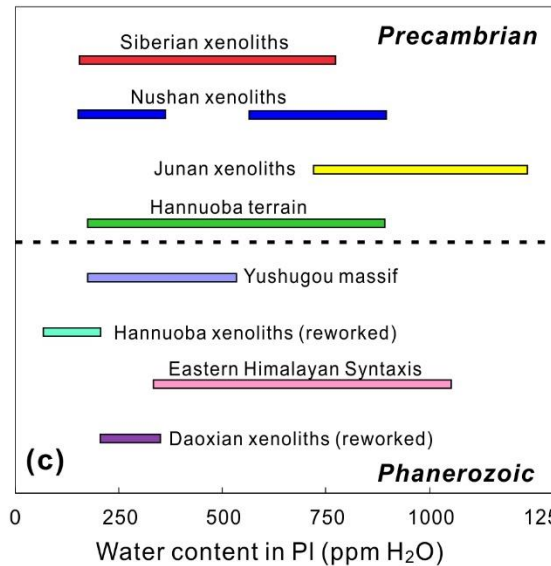 Precambrian
Siberian xenoliths
Nushan xenoliths
Junan xenoliths
Hannuoba terrain
Yushugou massif
Hannuoba xenoliths (reworked)
Eastern Himalayan Syntaxis
Daoxian xenoliths (reworked)
(c)
Phanerozoic
0 250 500 750 1000 125
Water content in Pl (ppm H₂O)